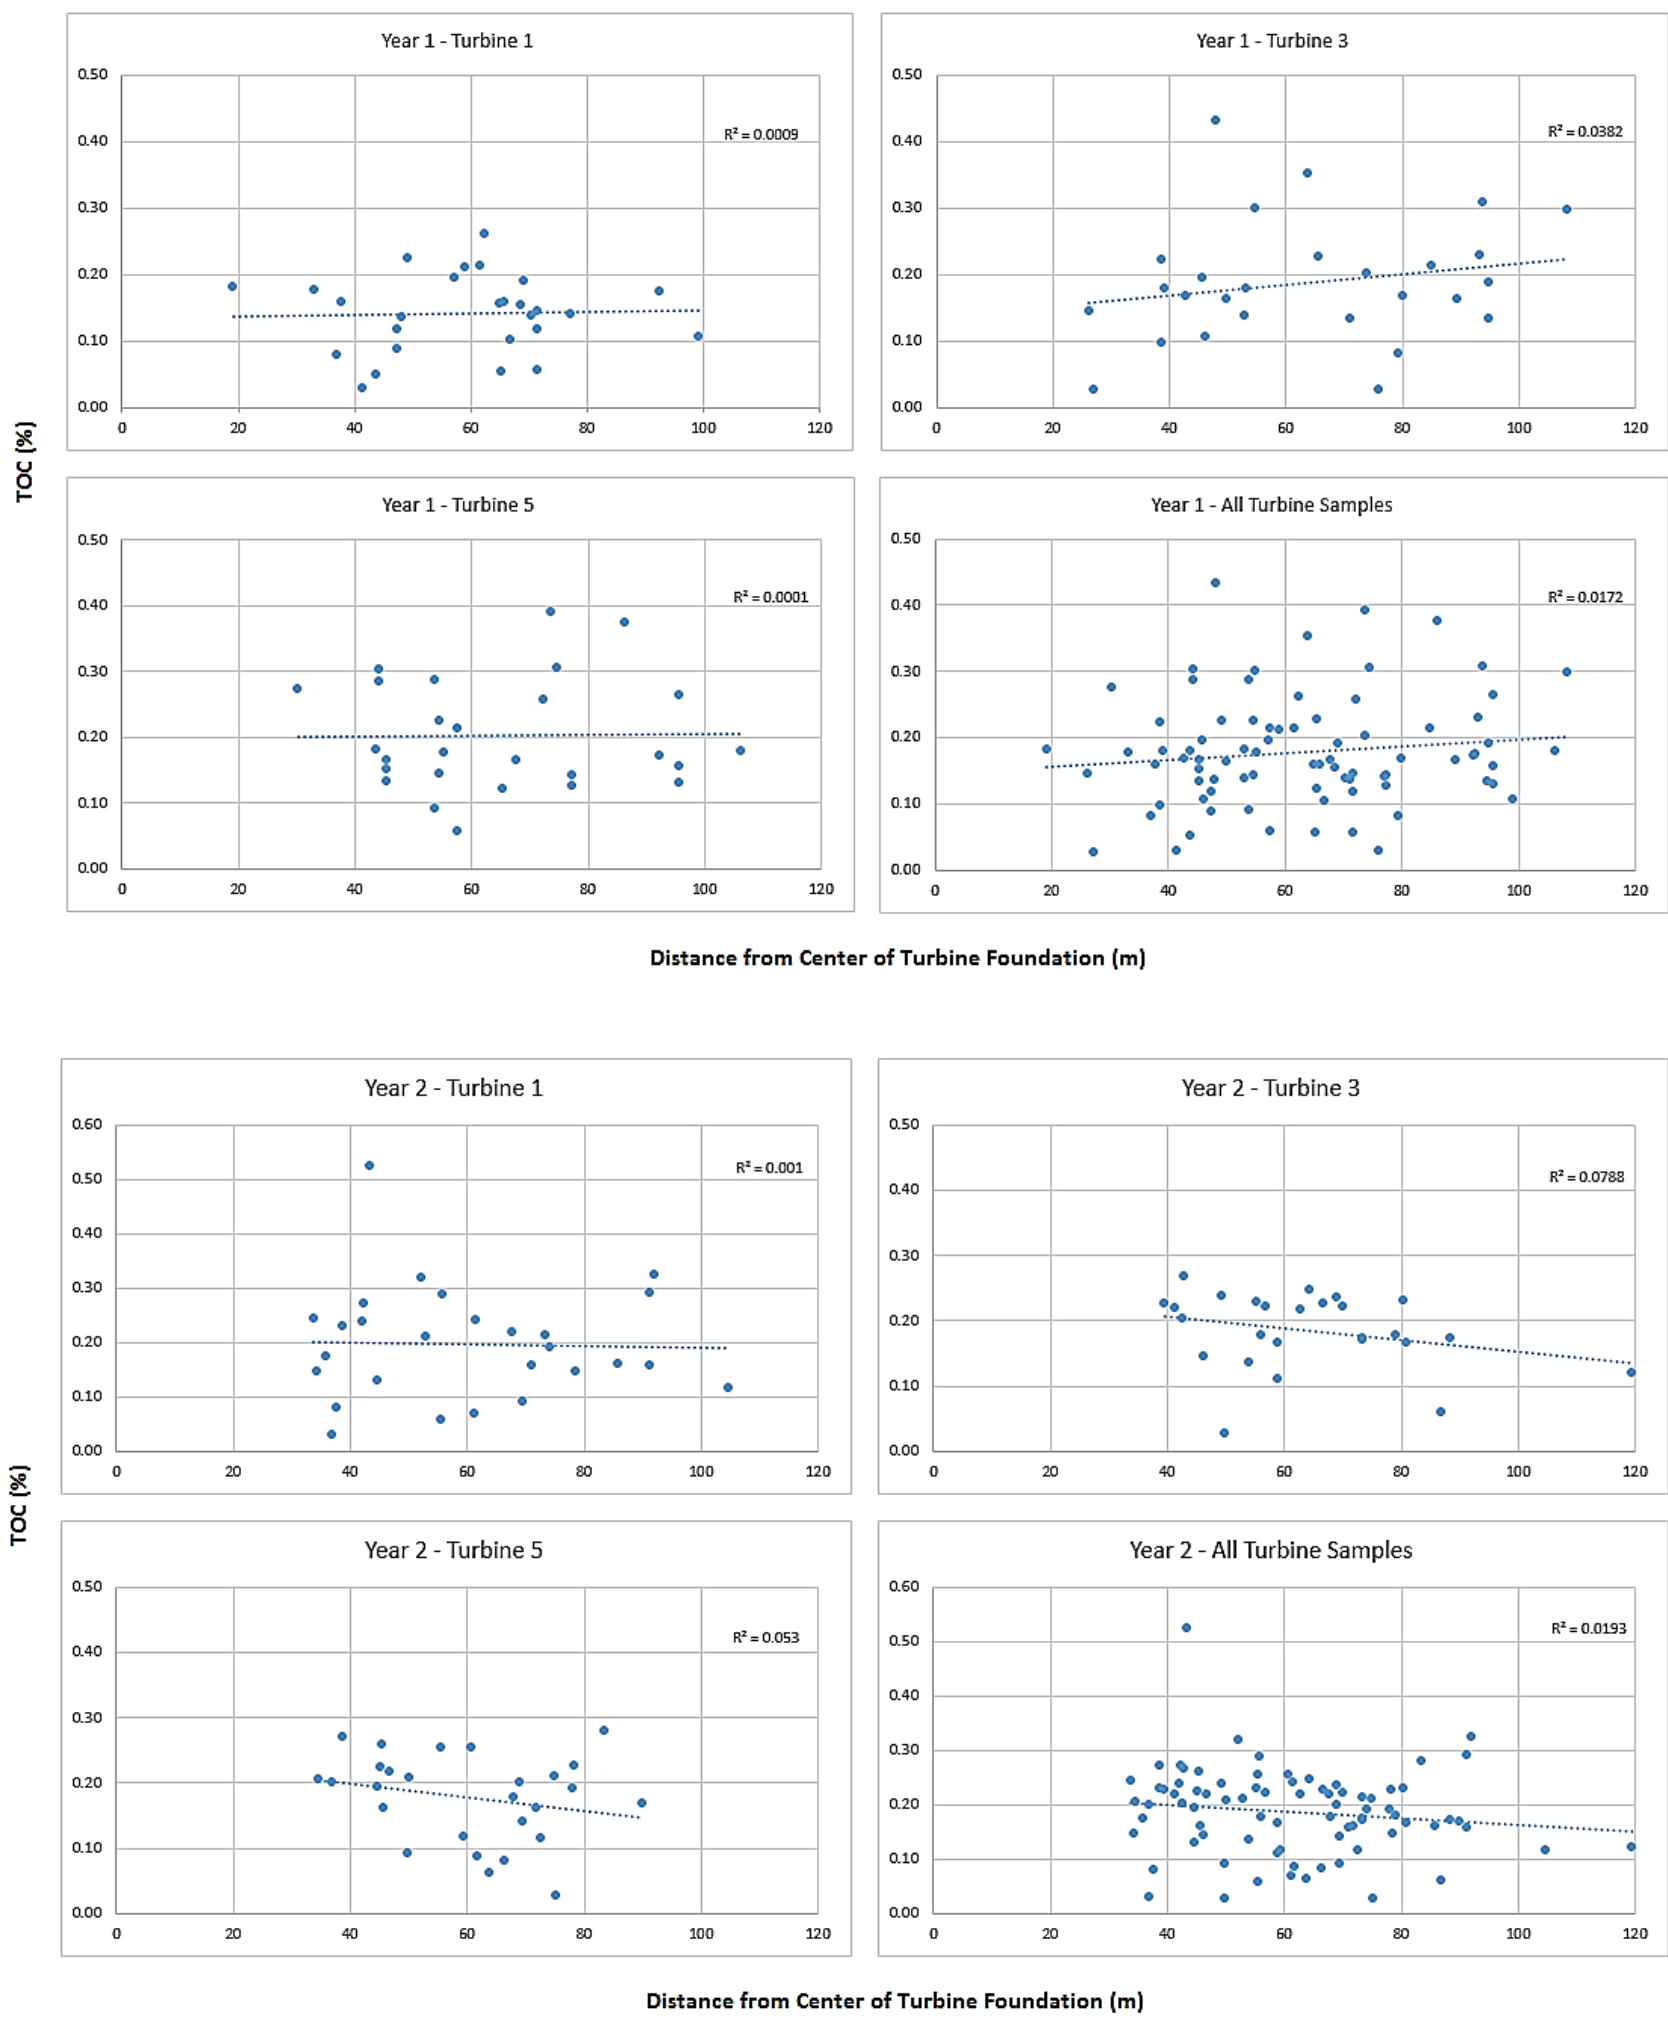 Year 1 - Turbine 1
0.50
0.40
0.30
0.20
0.10
0.00
R² = 0.0009
0 20 40 60 80 100 120
Year 1 - Turbine 3
0.50
0.40
0.30
0.20
0.10
0.00
R² = 0.0382
0 20 40 60 80 100 120
TOC (%)
Year 1 - Turbine 5
0.50
0.40
0.30
0.20
0.10
0.00
R² = 0.0001
0 20 40 60 80 100 120
Year 1 - All Turbine Samples
0.50
0.40
0.30
0.20
0.10
0.00
R² = 0.0172
0 20 40 60 80 100 120
Distance from Center of Turbine Foundation (m)
Year 2 - Turbine 1
0.60
0.50
0.40
0.30
0.20
0.10
0.00
R² = 0.001
0 20 40 60 80 100 120
Year 2 - Turbine 3
0.50
0.40
0.30
0.20
0.10
0.00
R² = 0.0788
0 20 40 60 80 100 120
TOC (%)
Year 2 - Turbine 5
0.50
0.40
0.30
0.20
0.10
0.00
R² = 0.053
0 20 40 60 80 100 120
Year 2 - All Turbine Samples
0.60
0.50
0.40
0.30
0.20
0.10
0.00
R² = 0.0193
0 20 40 60 80 100 120
Distance from Center of Turbine Foundation (m)